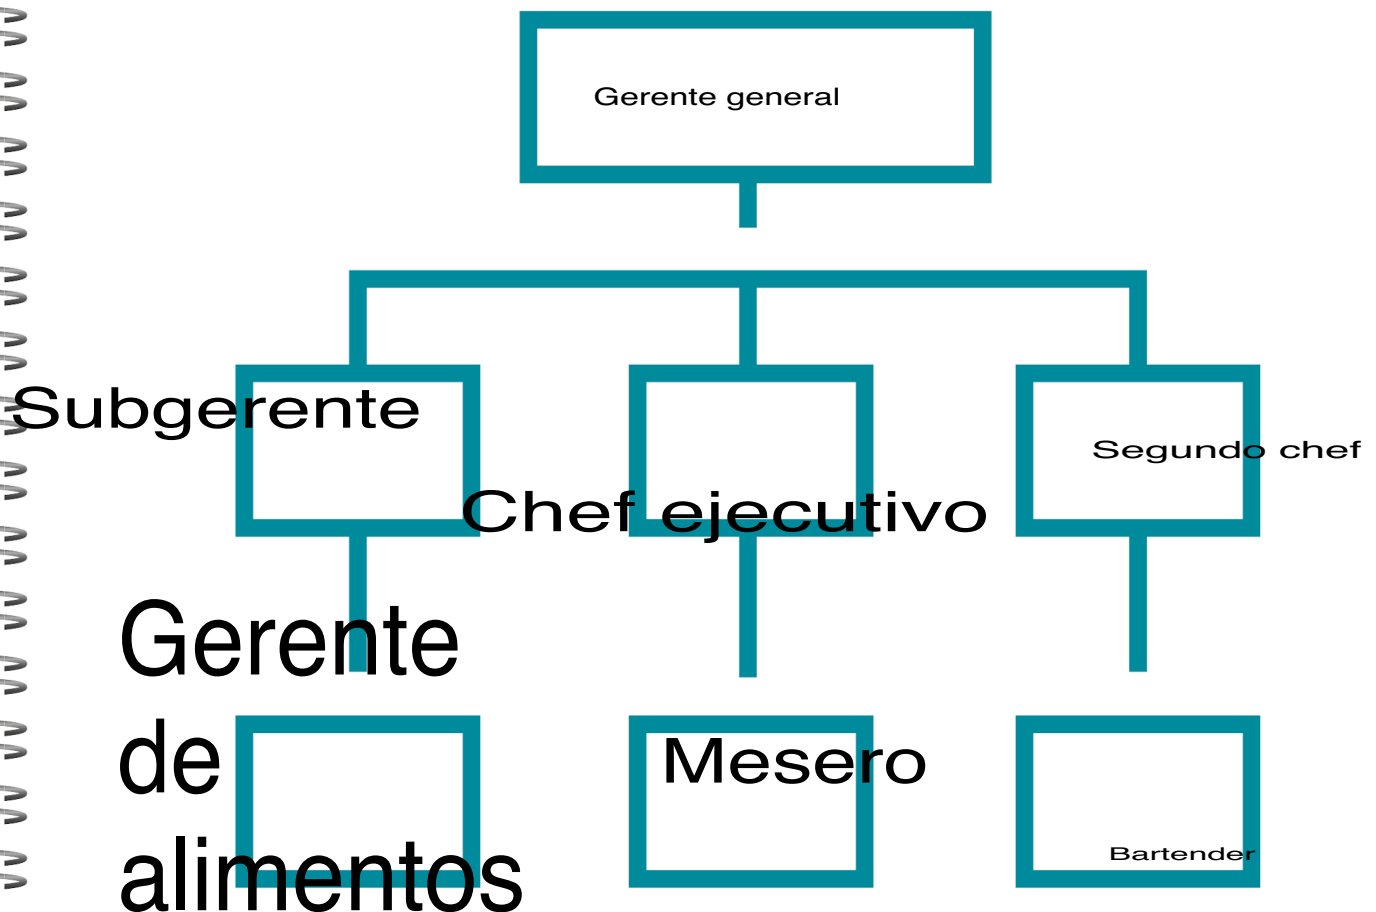 Gerente general
Subgerente
Chef ejecutivo
Segundo chef
Gerente
de
alimentos
Mesero
Bartender